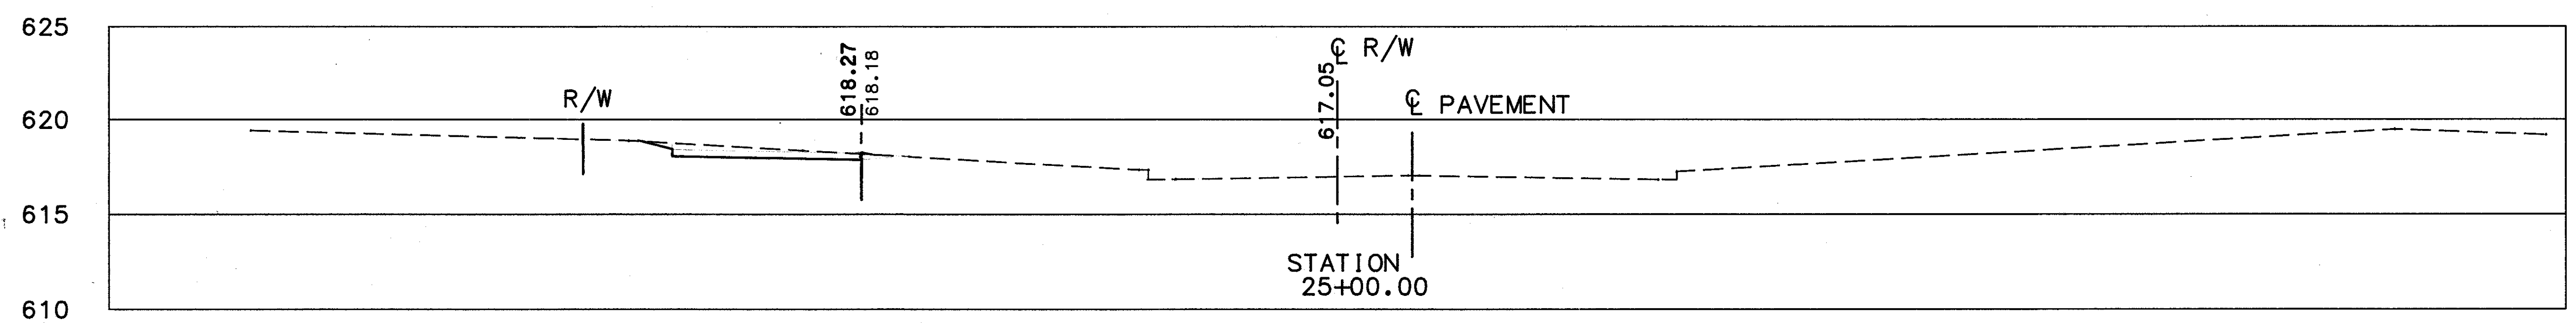 625
618.27
618.18
617.05
℄ R/W
R/W
℄ PAVEMENT
620
615
STATION
25+00.00
610